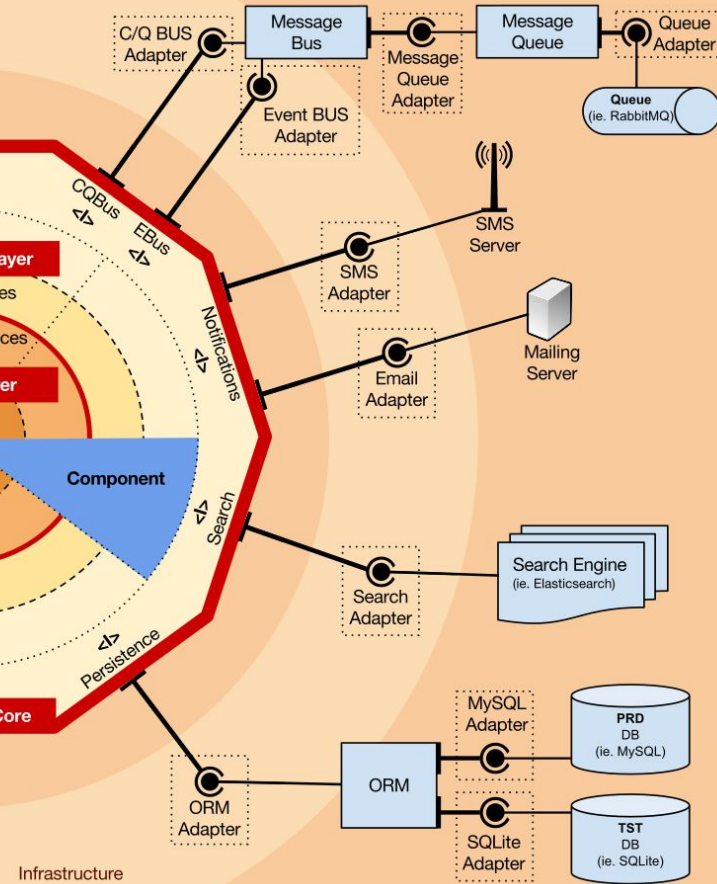 C/Q BUS
Adapter
Message
Bus
Message
Queue
Adapter
Message
Queue
Queue
Adapter
Queue
(ie. RabbitMQ)
Event BUS
Adapter
CQBus
<I>
EBus
<I>
SMS
Server
SMS
Adapter
Notifications
<I>
Mailing
Server
Email
Adapter
ayer
es
ces
er
Component
<I>
Search
Search
Adapter
Search Engine
(ie. Elasticsearch)
<I>
Persistence
Core
ORM
Adapter
ORM
MySQL
Adapter
PRD
DB
(ie. MySQL)
SQLite
Adapter
TST
DB
(ie. SQLite)
Infrastructure